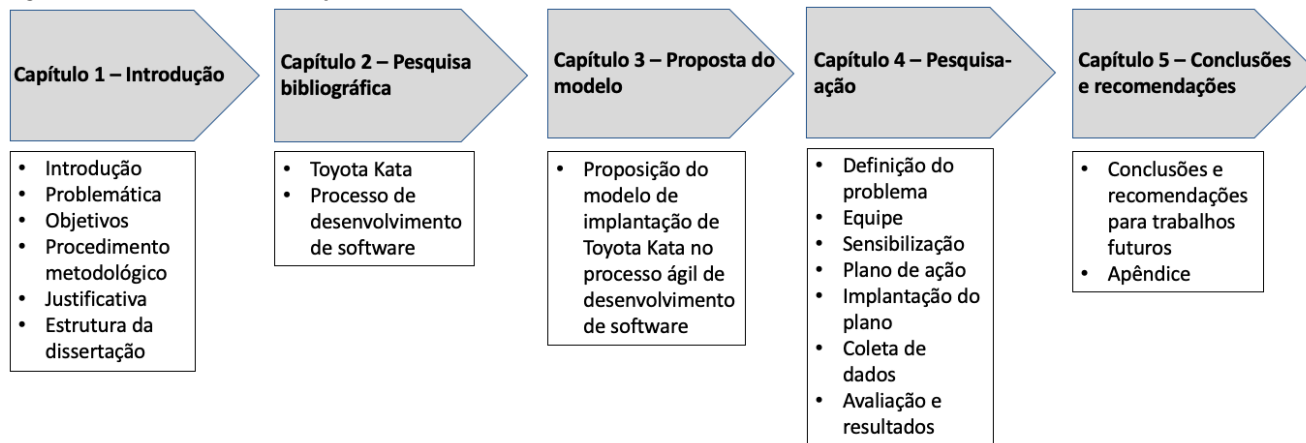 Capítulo 1 – Introdução
Capítulo 2 – Pesquisa
bibliográfica
Capítulo 3 – Proposta do
modelo
Capítulo 4 – Pesquisa-
ação
Capítulo 5 – Conclusões
e recomendações
• Introdução
• Problemática
• Objetivos
• Procedimento
metodológico
• Justificativa
• Estrutura da
dissertação
• Toyota Kata
• Processo de
desenvolvimento
de software
• Proposição do
modelo de
implantação de
Toyota Kata no
processo ágil de
desenvolvimento
de software
• Definição do
problema
• Equipe
• Sensibilização
• Plano de ação
• Implantação do
plano
• Coleta de
dados
• Avaliação e
resultados
• Conclusões e
recomendações
para trabalhos
futuros
• Apêndice